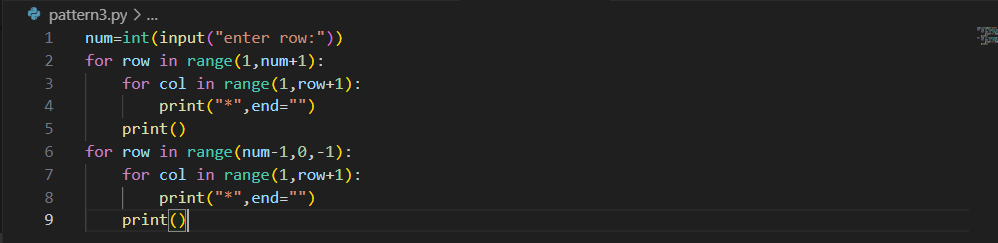 pattern3.py > ...
1 num=int(input("enter row:"))
2 for row in range(1,num+1):
3     for col in range(1,row+1):
4         print("*",end="")
5     print()
6 for row in range(num-1,0,-1):
7     for col in range(1,row+1):
8         print("*",end="")
9     print()